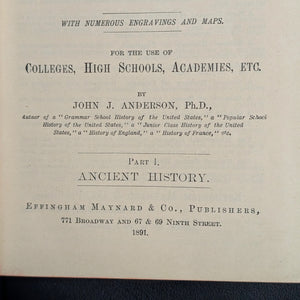 WITH NUMEROUS ENGRAVINGS AND MAPS.
FOR THE USE OF
COLLEGES, HIGH SCHOOLS, ACADEMIES, ETC.
BY
JOHN J. ANDERSON, PH.D.,
Author of a "Grammar School History of the United States," a "Popular School
History of the United States," a "Junior Class History of the United
States," a "History of England," a "History of France," etc.
PART I.
ANCIENT HISTORY.
EFFINGHAM MAYNARD & CO., PUBLISHERS,
771 BROADWAY AND 67 & 69 NINTH STREET.
1891.